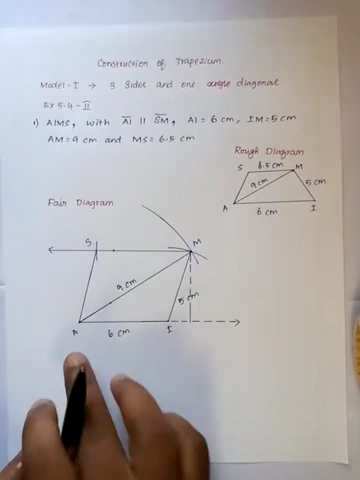 Construction of Trapezium.
Model-I → 3 Sides and one diagonal
Ex 5.4 - II
1) AIMS, with AI || SM, AI = 6 cm, IM = 5 cm
AM = 9 cm and MS = 6.5 cm
Rough Diagram
S 6.5 cm M
9 cm 5 cm
A 6 cm I
Fair Diagram
S M
9 cm
5 cm
A 6 cm I